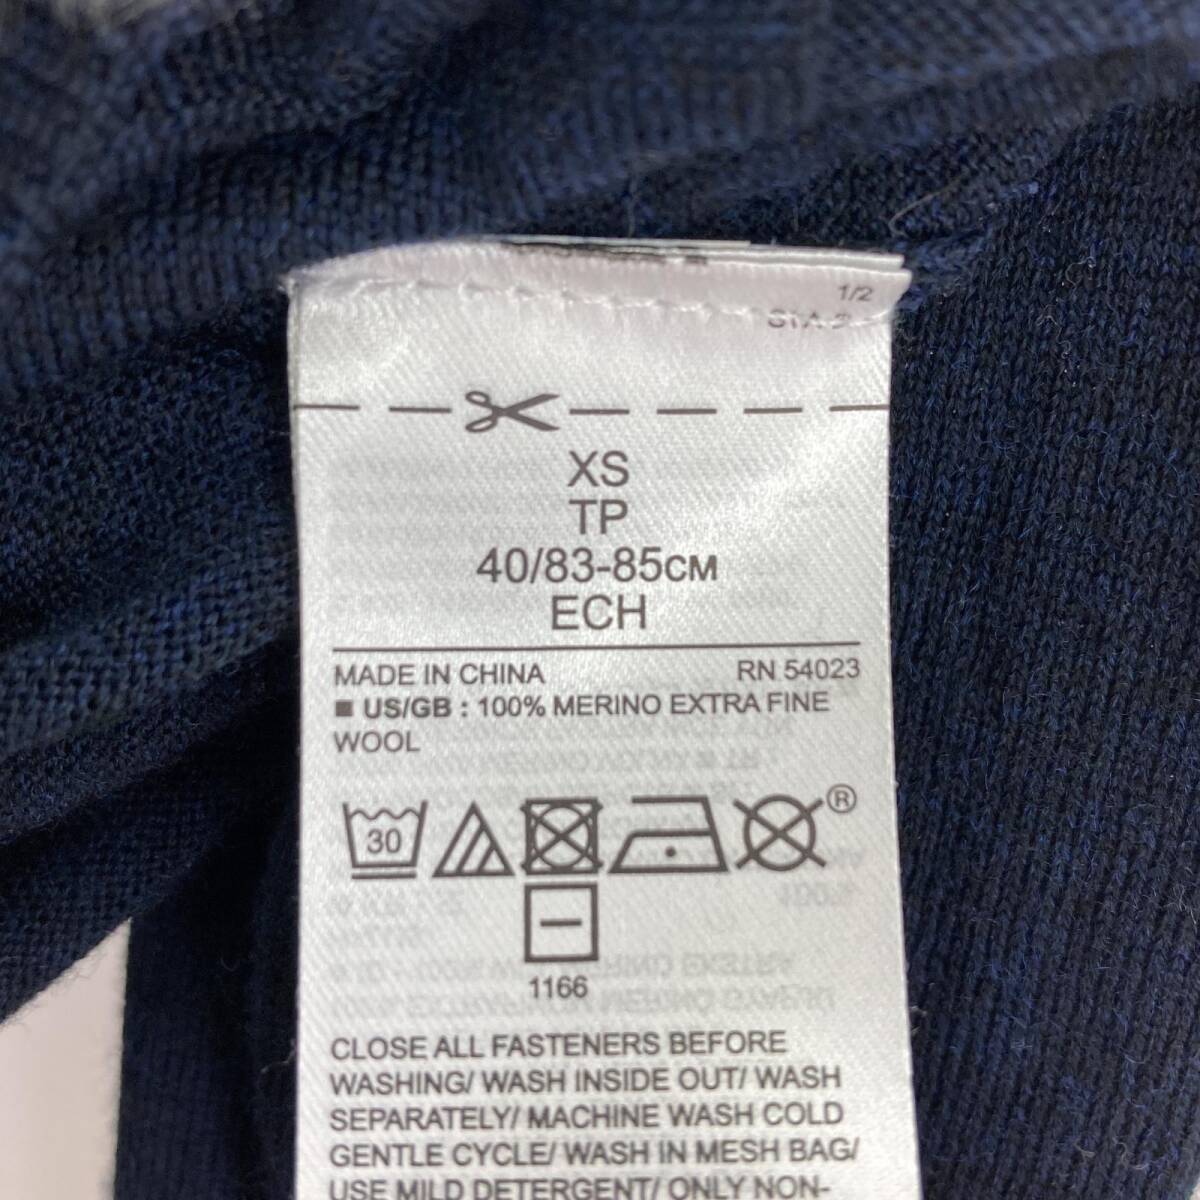 1/2
XS
TP
40/83-85CM
ECH
MADE IN CHINA RN 54023
■ US/GB : 100% MERINO EXTRA FINE
WOOL
30 ®
1166
CLOSE ALL FASTENERS BEFORE
WASHING/ WASH INSIDE OUT/ WASH
SEPARATELY/ MACHINE WASH COLD
GENTLE CYCLE/ WASH IN MESH BAG/
USE MILD DETERGENT/ ONLY NON-